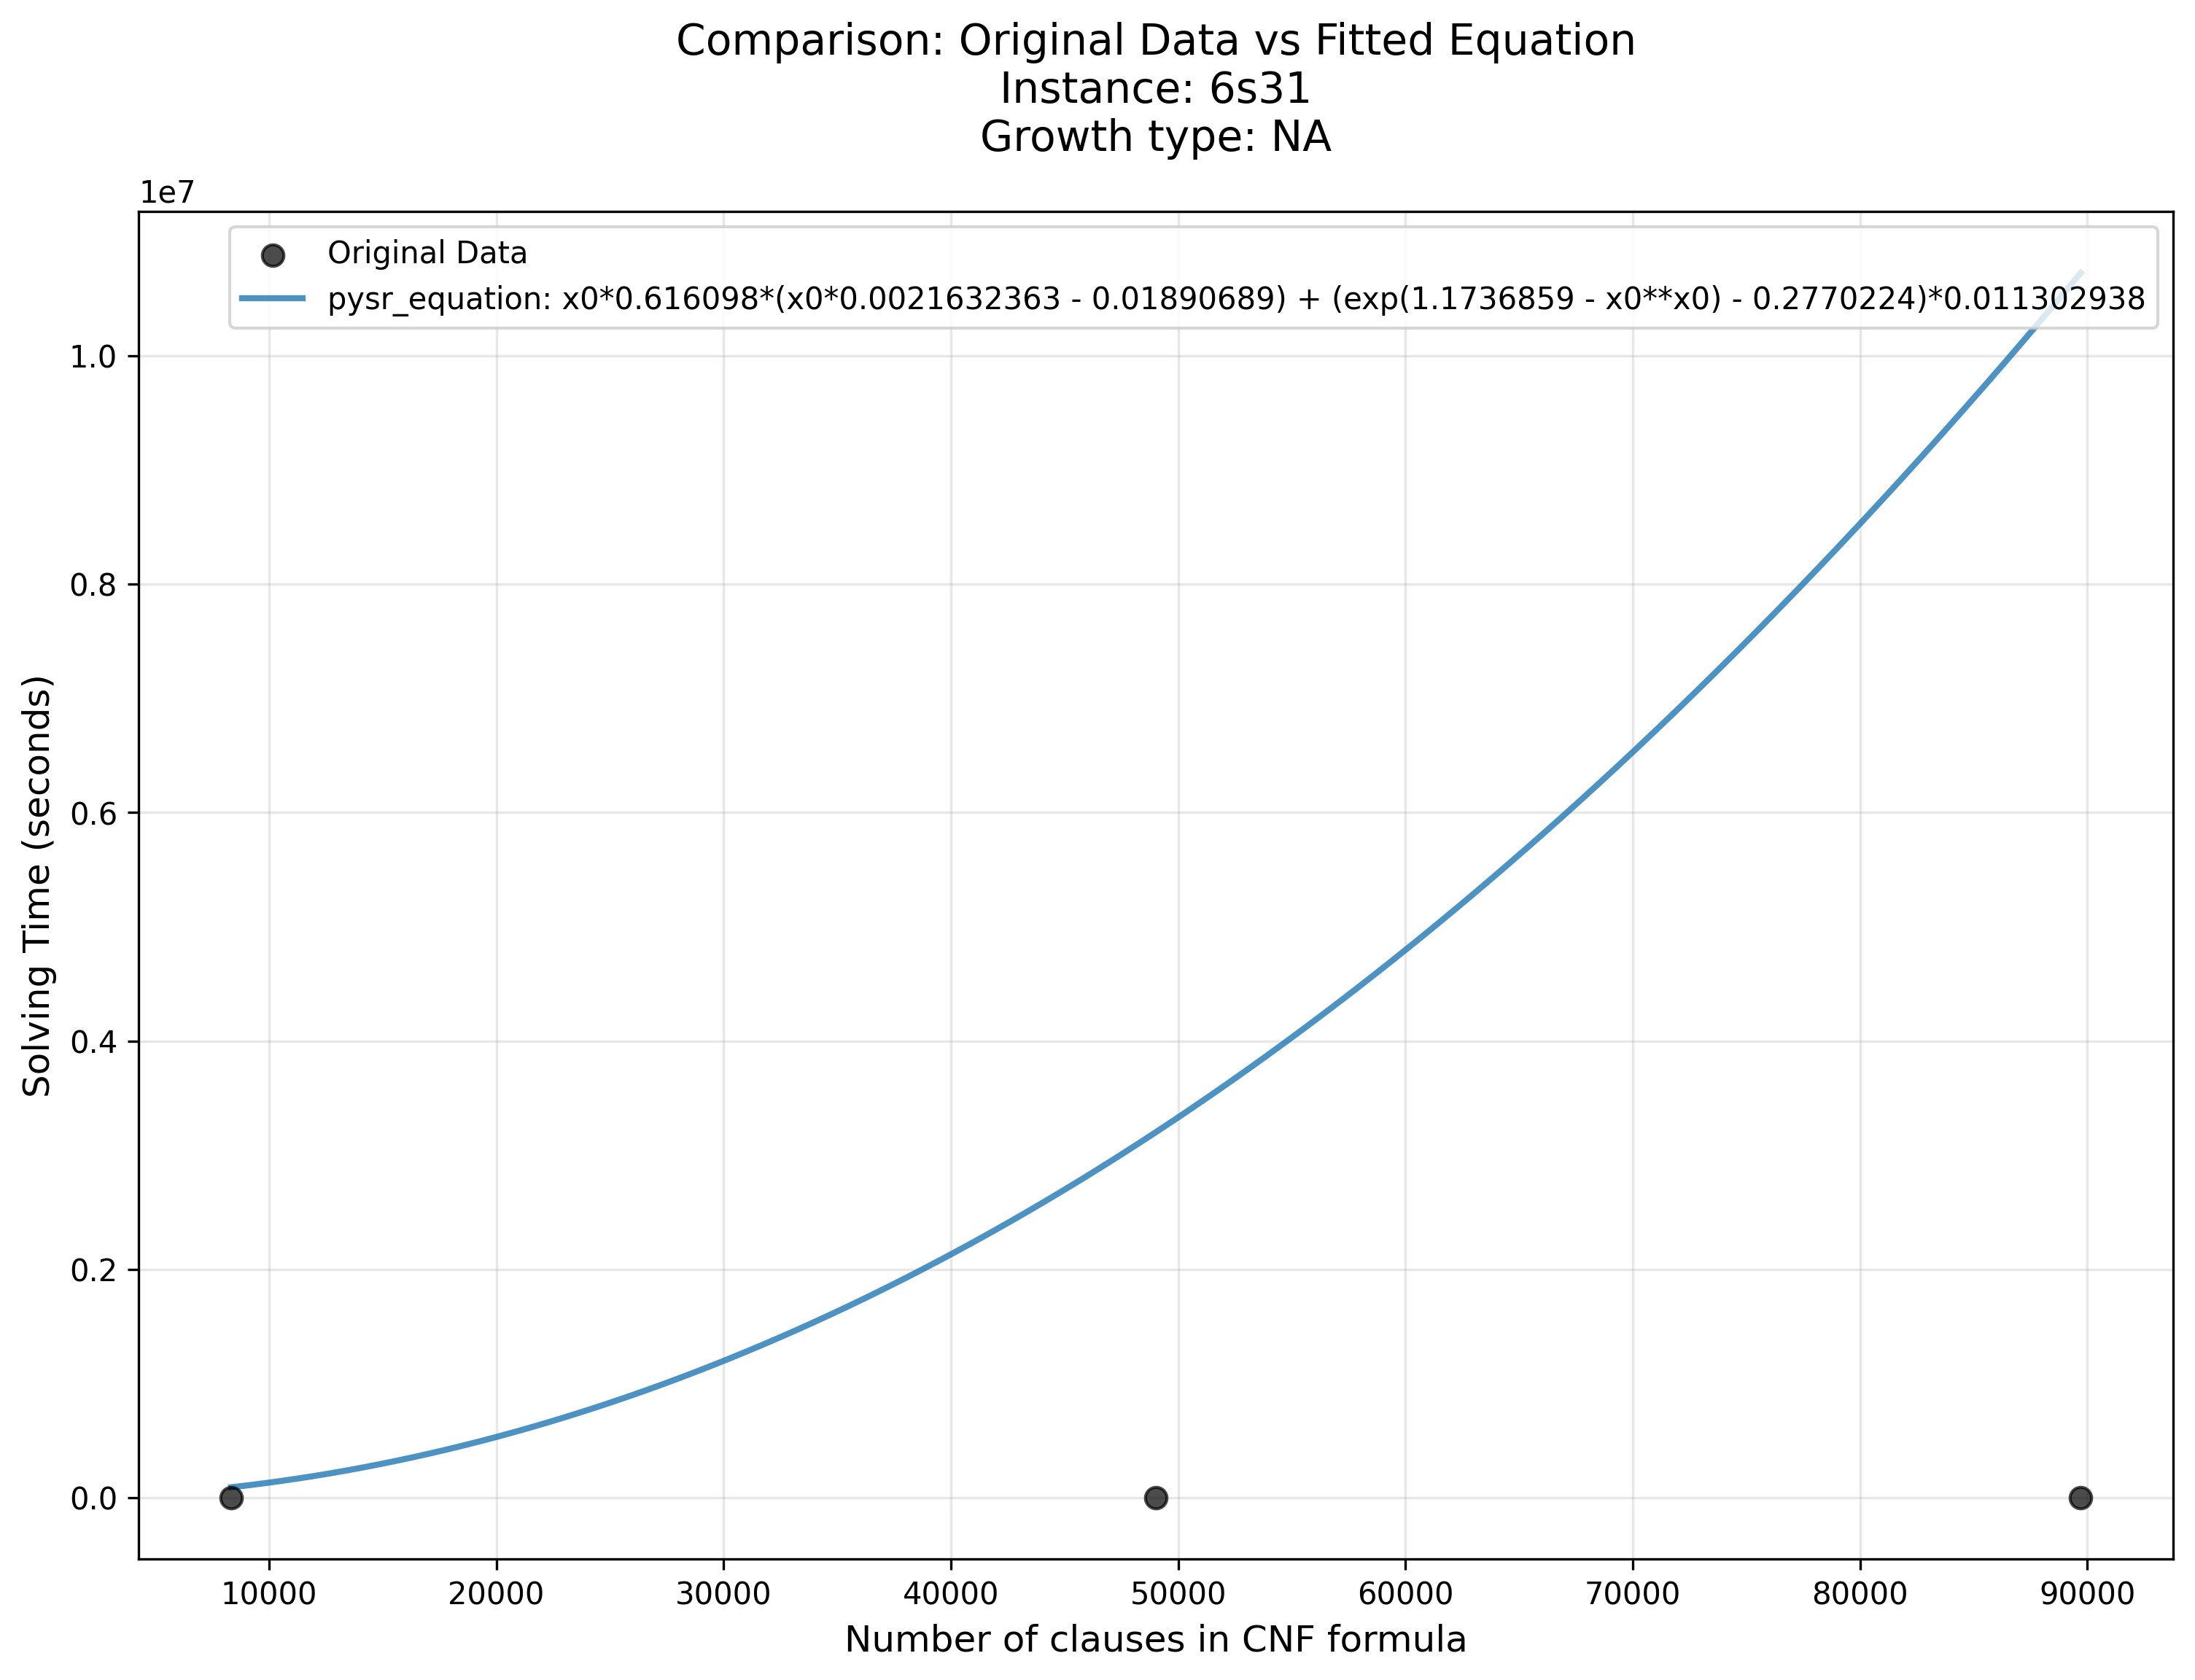 Comparison: Original Data vs Fitted Equation
Instance: 6s31
Growth type: NA
1e7
Original Data
pysr_equation: x0*0.616098*(x0*0.0021632363 - 0.01890689) + (exp(1.1736859 - x0**x0) - 0.2770224)*0.011302938
1.0
0.8
0.6
0.4
0.2
0.0
Solving Time (seconds)
10000 20000 30000 40000 50000 60000 70000 80000 90000
Number of clauses in CNF formula